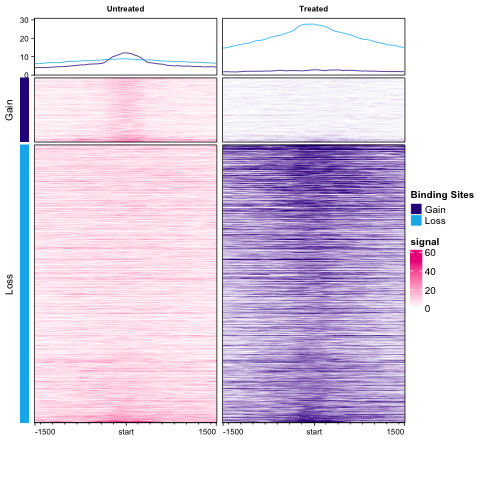 Untreated
Treated
30
20
10
0
Gain
Loss
-1500
start
1500
-1500
start
1500
Binding Sites
Gain
Loss
signal
60
40
20
0